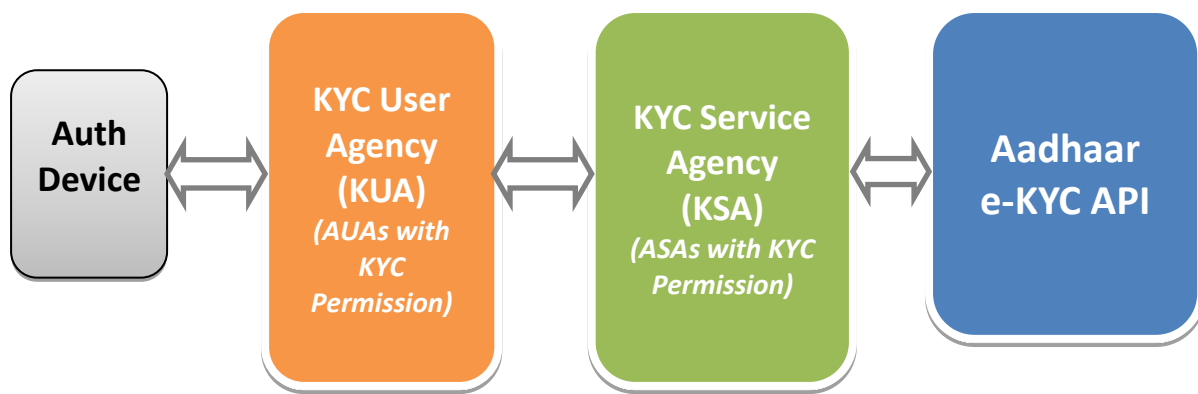 Auth
Device
KYC User
Agency
(KUA)
(AUAs with
KYC
Permission)
KYC Service
Agency
(KSA)
(ASAs with KYC
Permission)
Aadhaar
e-KYC API